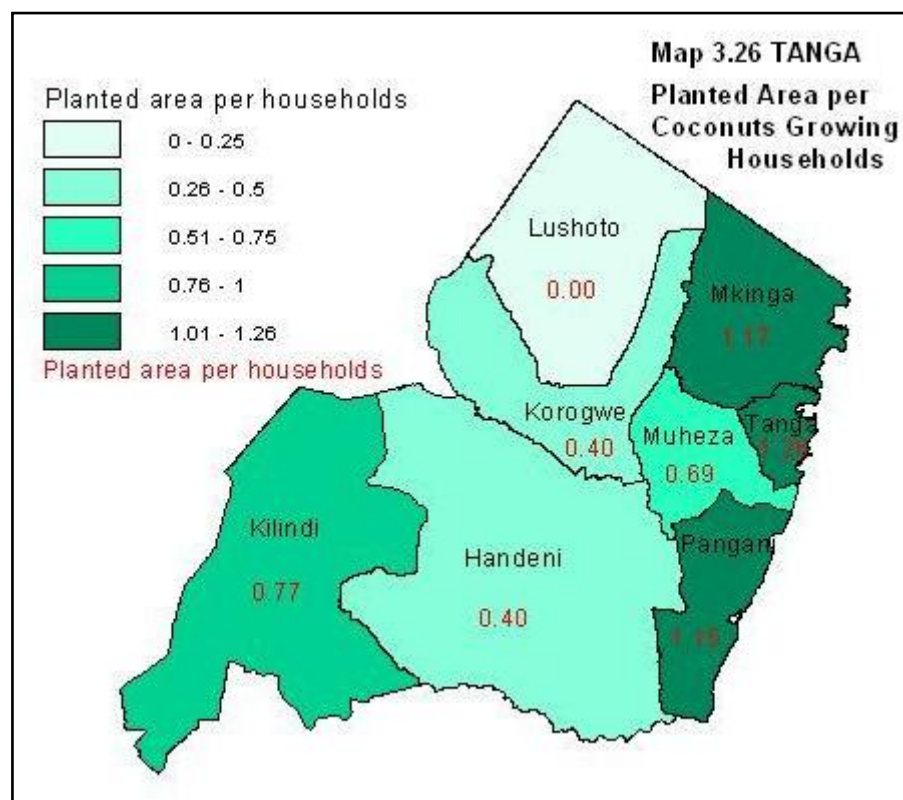 Map 3.26 TANGA
Planted Area per
Coconuts Growing
Households
Planted area per households
0 - 0.25
0.26 - 0.5
0.51 - 0.75
0.76 - 1
1.01 - 1.26
Planted area per households
Lushoto
0.00
Mkinga
1.17
Korogwe
0.40
Muheza
0.69
Tanga
Kilindi
0.77
Handeni
0.40
Pangani